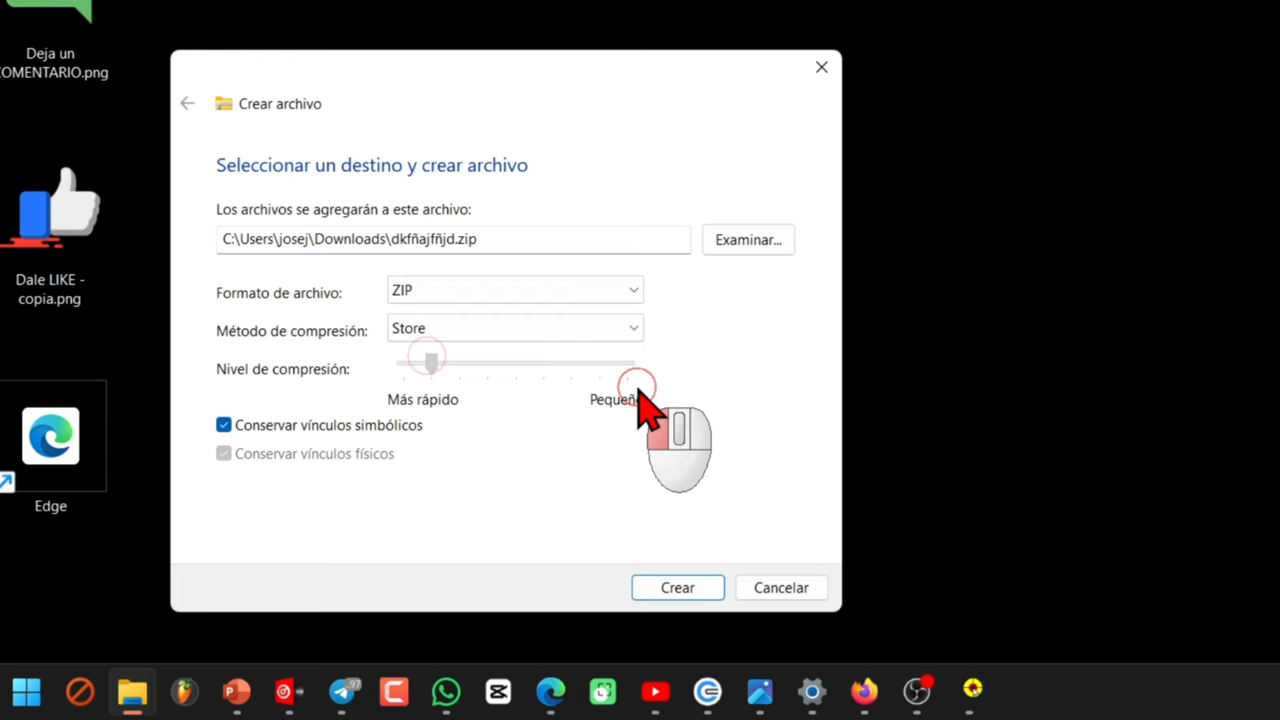 Deja un
COMENTARIO.png
Crear archivo
Seleccionar un destino y crear archivo
Los archivos se agregarán a este archivo:
C:\Users\josej\Downloads\dkfñajfñjd.zip
Examinar...
Formato de archivo:
ZIP
Método de compresión:
Store
Nivel de compresión:
Más rápido
Dale LIKE -
copia.png
Conservar vínculos simbólicos
Conservar vínculos físicos
Edge
Crear
Cancelar
97